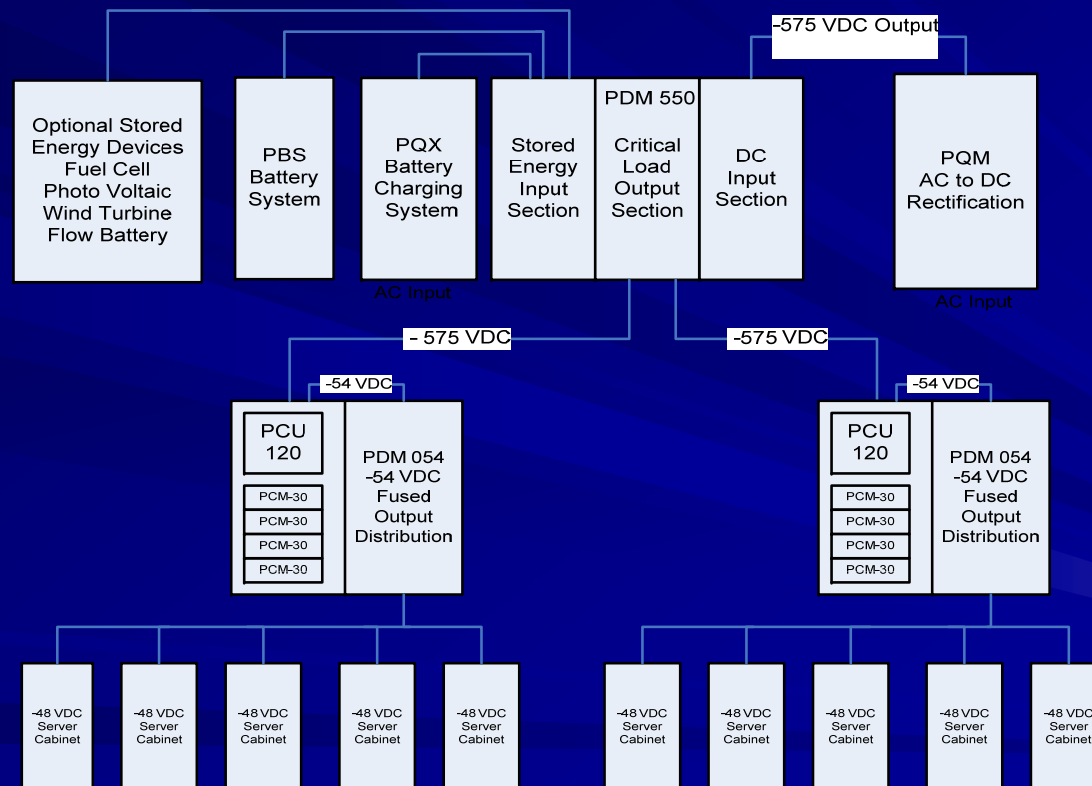 -575 VDC Output
Optional Stored
Energy Devices
Fuel Cell
Photo Voltaic
Wind Turbine
Flow Battery
PBS
Battery
System
PQX
Battery
Charging
System
AC Input
Stored
Energy
Input
Section
PDM 550
Critical
Load
Output
Section
DC
Input
Section
PQM
AC to DC
Rectification
AC Input
- 575 VDC
-575 VDC
-54 VDC
PCU
120
PCM-30
PCM-30
PCM-30
PCM-30
PDM 054
-54 VDC
Fused
Output
Distribution
-54 VDC
PCU
120
PCM-30
PCM-30
PCM-30
PCM-30
PDM 054
-54 VDC
Fused
Output
Distribution
-48 VDC
Server
Cabinet
-48 VDC
Server
Cabinet
-48 VDC
Server
Cabinet
-48 VDC
Server
Cabinet
-48 VDC
Server
Cabinet
-48 VDC
Server
Cabinet
-48 VDC
Server
Cabinet
-48 VDC
Server
Cabinet
-48 VDC
Server
Cabinet
-48 VDC
Server
Cabinet